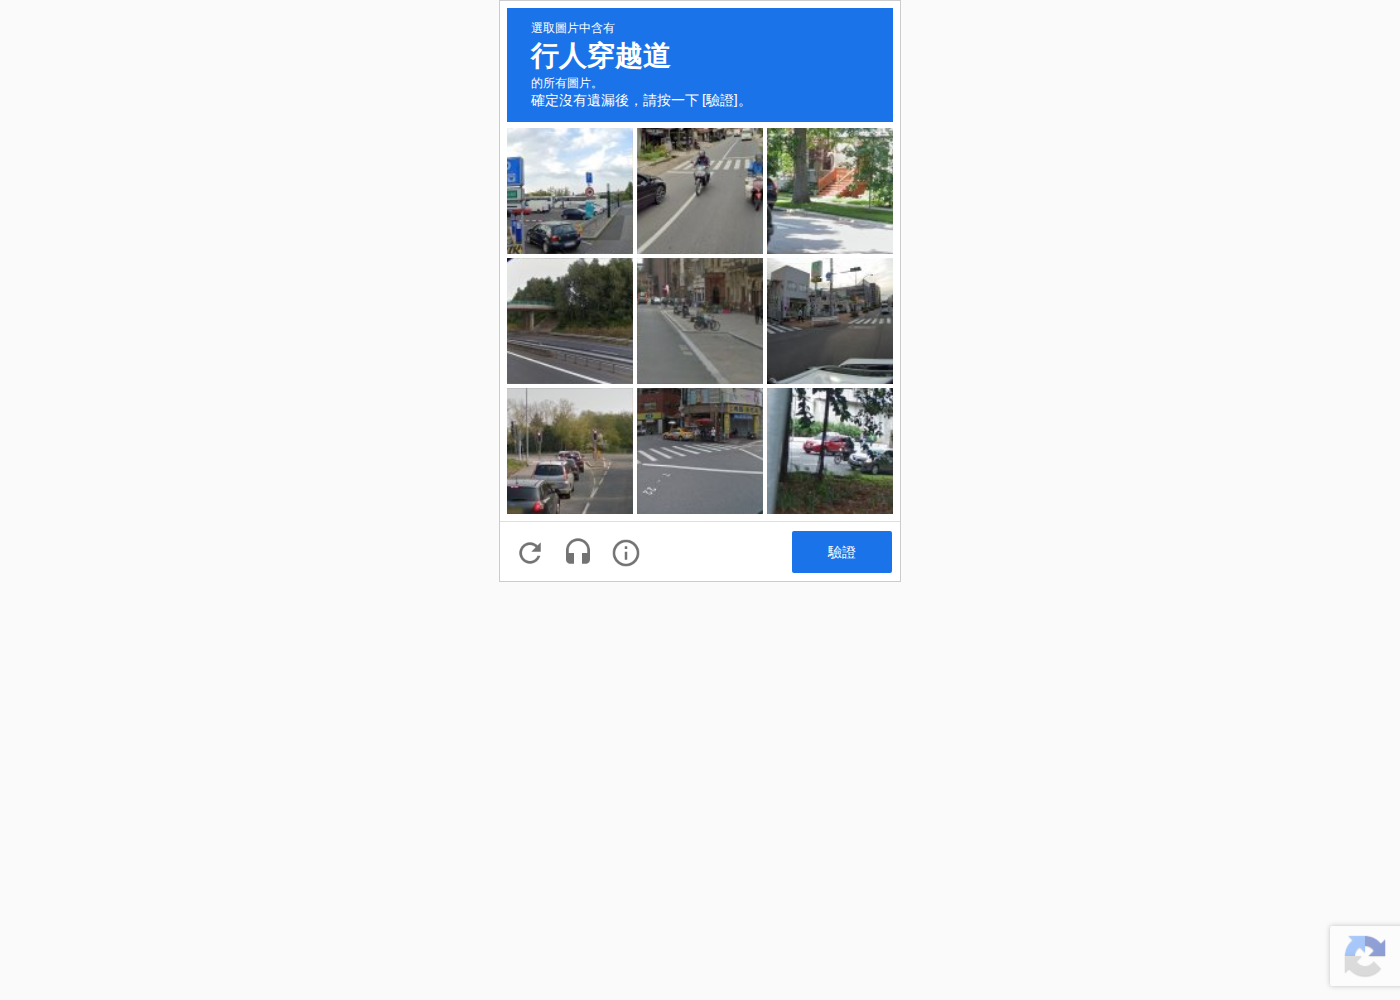 選取圖片中含有
行人穿越道
的所有圖片。
確定沒有遺漏後，請按一下 [驗證]。
驗證